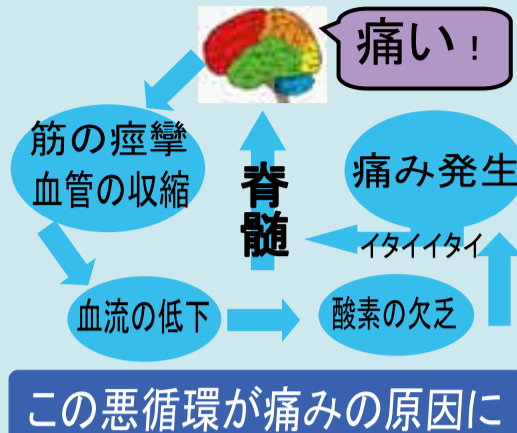 痛い！
筋の痙攣
血管の収縮
脊髄
痛み発生
イタイイタイ
血流の低下
酸素の欠乏
この悪循環が痛みの原因に